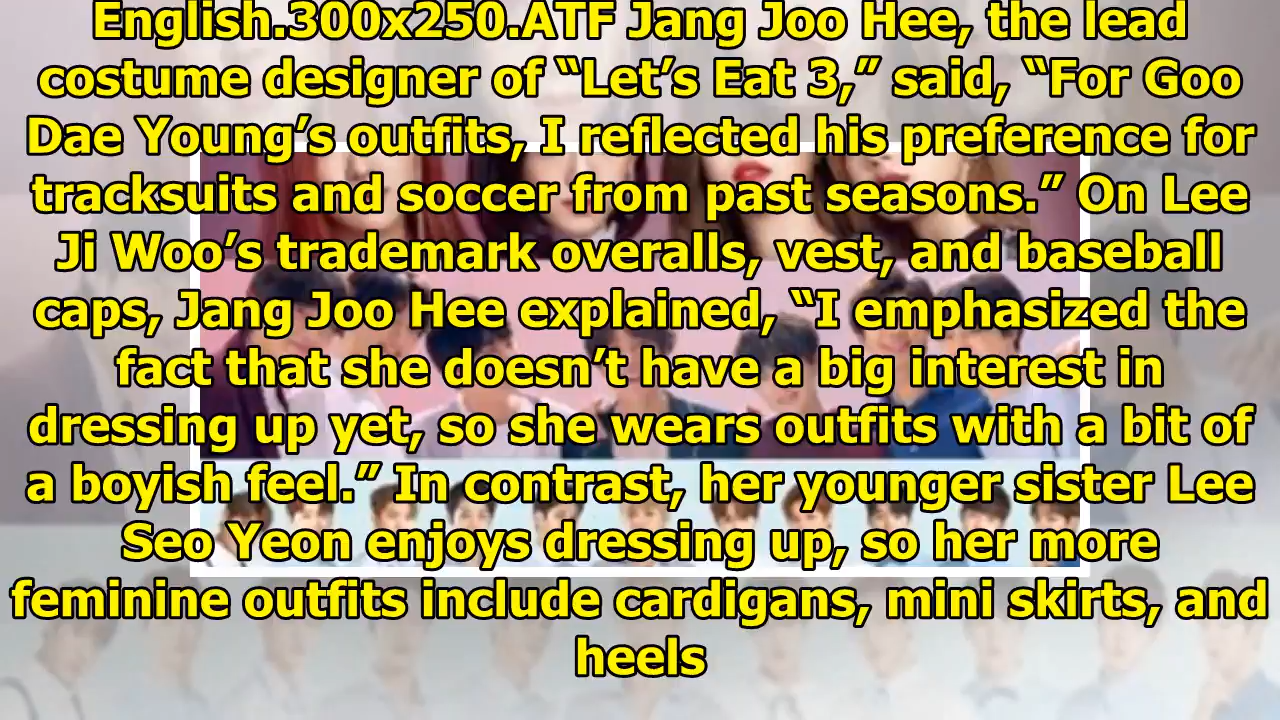 English.300x250.ATF Jang Joo Hee, the lead
costume designer of “Let’s Eat 3,” said, “For Goo
Dae Young’s outfits, I reflected his preference for
tracksuits and soccer from past seasons.” On Lee
Ji Woo’s trademark overalls, vest, and baseball
caps, Jang Joo Hee explained, “I emphasized the
fact that she doesn’t have a big interest in
dressing up yet, so she wears outfits with a bit of
a boyish feel.” In contrast, her younger sister Lee
Seo Yeon enjoys dressing up, so her more
feminine outfits include cardigans, mini skirts, and
heels